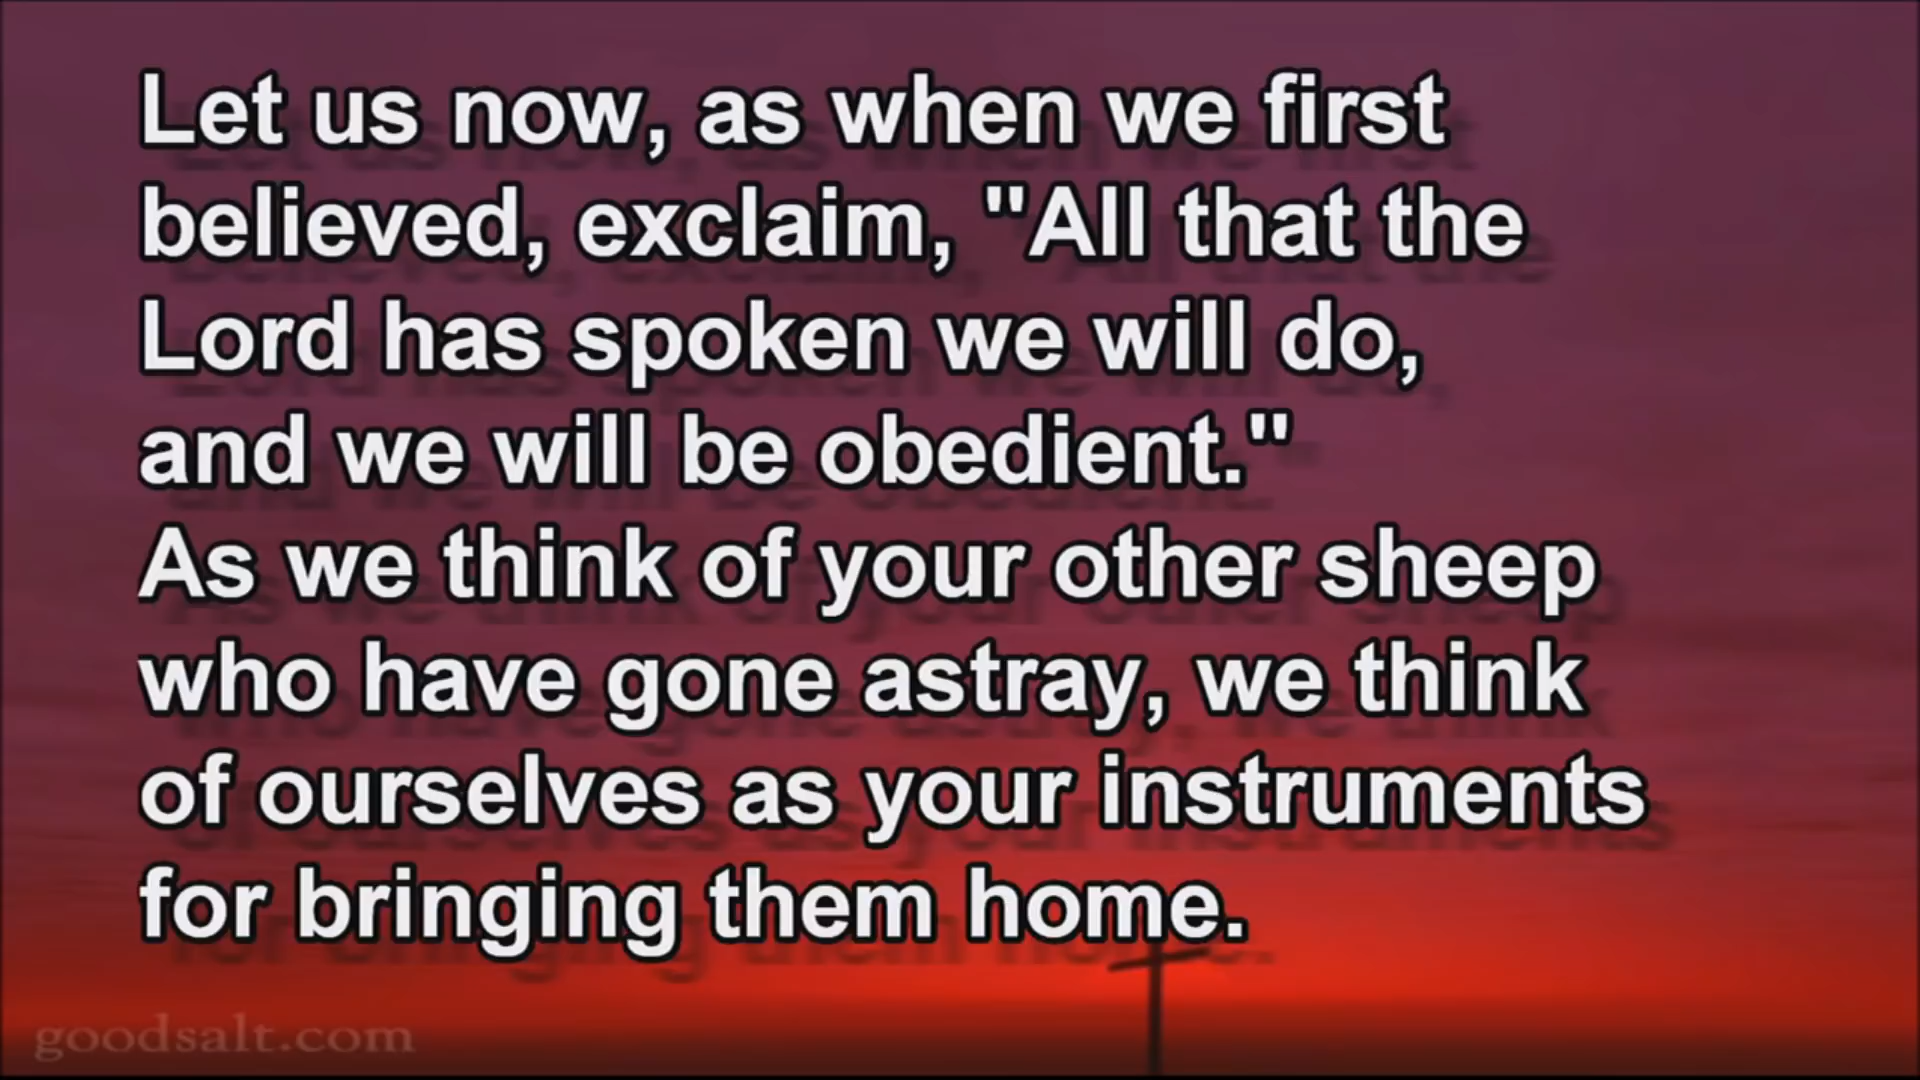 Let us now, as when we first
believed, exclaim, "All that the
Lord has spoken we will do,
and we will be obedient."
As we think of your other sheep
who have gone astray, we think
of ourselves as your instruments
for bringing them home.
goodsalt.com